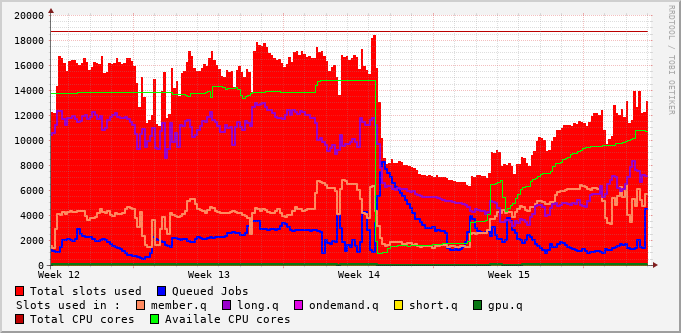 20000
18000
16000
14000
12000
10000
8000
6000
4000
2000
0
Week 12 Week 13 Week 14 Week 15
Total slots used Queued Jobs
Slots used in : member.q long.q ondemand.q short.q gpu.q
Total CPU cores Availale CPU cores
RRDTOOL / TOBI OETIKER